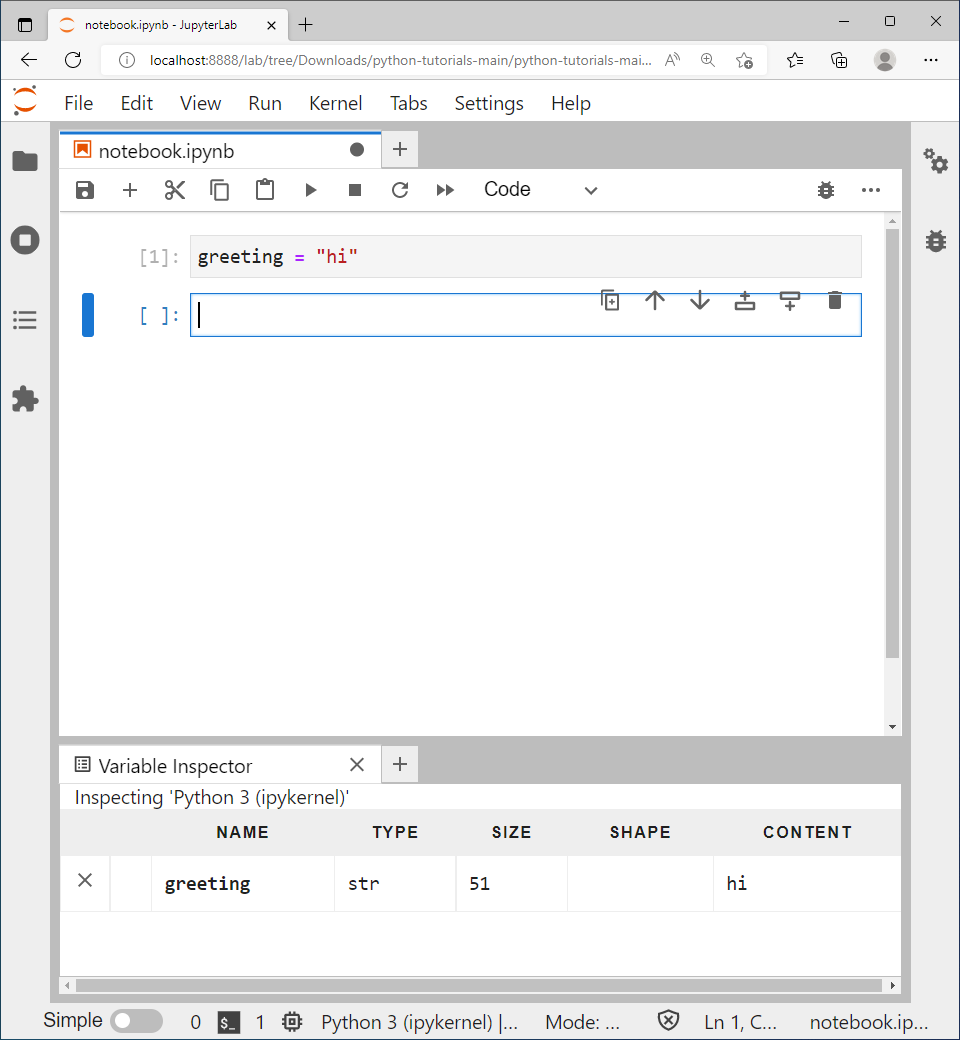 notebook.ipynb - JupyterLab
localhost:8888/lab/tree/Downloads/python-tutorials-main/python-tutorials-mai...
File Edit View Run Kernel Tabs Settings Help
notebook.ipynb
Code
[1]: greeting = "hi"
[ ]:
Variable Inspector
Inspecting 'Python 3 (ipykernel)'
NAME TYPE SIZE SHAPE CONTENT
greeting str 51 hi
Simple 0 $_ 1 Python 3 (ipykernel) |... Mode: ... Ln 1, C... notebook.ip...